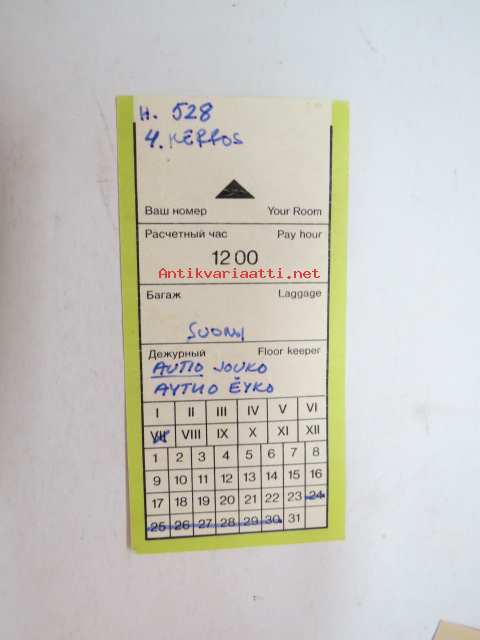 H. 528
4. KERROS
Ваш номер Your Room
Расчетный час Pay hour
12 00
Antikvariaatti.net
Багаж Laggage
SUOMI
Дежурный Floor keeper
AUTIO JOUKO
I II III IV V VI
VII VIII IX X XI XII
1 2 3 4 5 6 7 8
9 10 11 12 13 14 15 16
17 18 19 20 21 22 23 24
25 26 27 28 29 30 31